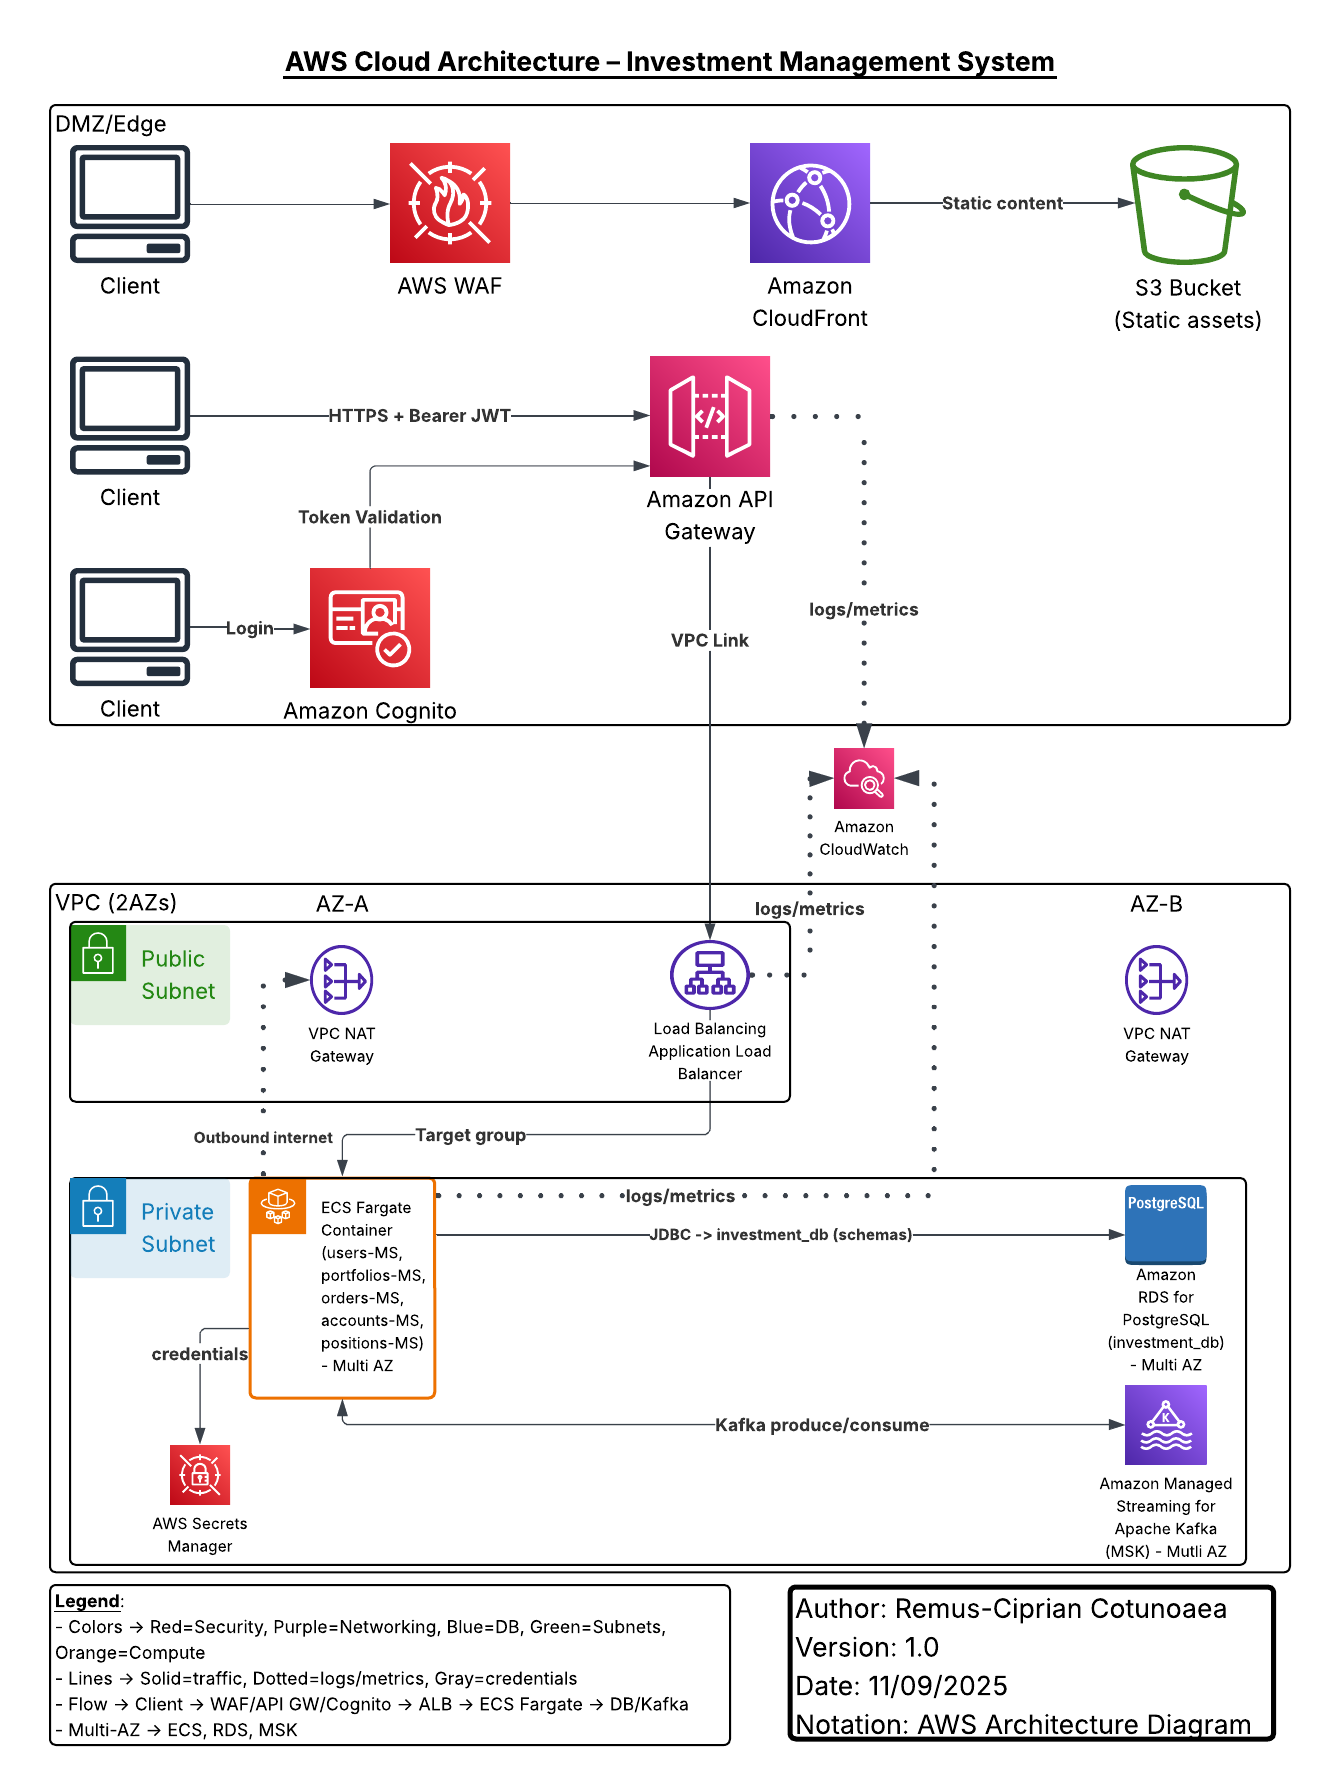 AWS Cloud Architecture – Investment Management System
DMZ/Edge
Client
AWS WAF
Amazon
CloudFront
Static content
S3 Bucket
(Static assets)
Client
HTTPS + Bearer JWT
Amazon API
Gateway
Token Validation
Client
Login
Amazon Cognito
VPC Link
logs/metrics
Amazon
CloudWatch
VPC (2AZs)
AZ-A
AZ-B
logs/metrics
Public
Subnet
VPC NAT
Gateway
Load Balancing
Application Load
Balancer
VPC NAT
Gateway
Outbound internet
Target group
Private
Subnet
ECS Fargate
Container
(users-MS,
portfolios-MS,
orders-MS,
accounts-MS,
positions-MS)
- Multi AZ
logs/metrics
JDBC -> investment_db (schemas)
PostgreSQL
Amazon
RDS for
PostgreSQL
(investment_db)
- Multi AZ
credentials
Kafka produce/consume
K
AWS Secrets
Manager
Amazon Managed
Streaming for
Apache Kafka
(MSK) - Mutli AZ
Legend:
- Colors → Red=Security, Purple=Networking, Blue=DB, Green=Subnets,
Orange=Compute
- Lines → Solid=traffic, Dotted=logs/metrics, Gray=credentials
- Flow → Client → WAF/API GW/Cognito → ALB → ECS Fargate → DB/Kafka
- Multi-AZ → ECS, RDS, MSK
Author: Remus-Ciprian Cotunoaea
Version: 1.0
Date: 11/09/2025
Notation: AWS Architecture Diagram